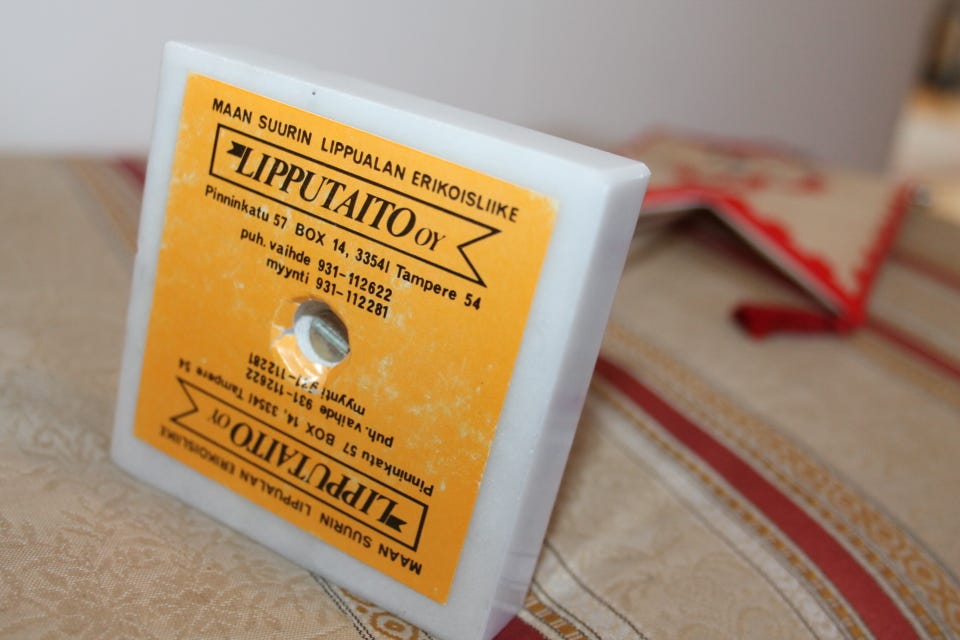 MAAN SUURIN LIPPUALAN ERIKOISLIIKE
LIPPUTAITO OY
Pinninkatu 57 BOX 14, 33541 Tampere 54
puh. vaihde 931-112622
myynti 931-112281
MAAN SUURIN LIPPUALAN ERIKOISLIIKE
LIPPUTAITO OY
Pinninkatu 57 BOX 14, 33541 Tampere 54
puh. vaihde 931-112622
myynti 931-112281